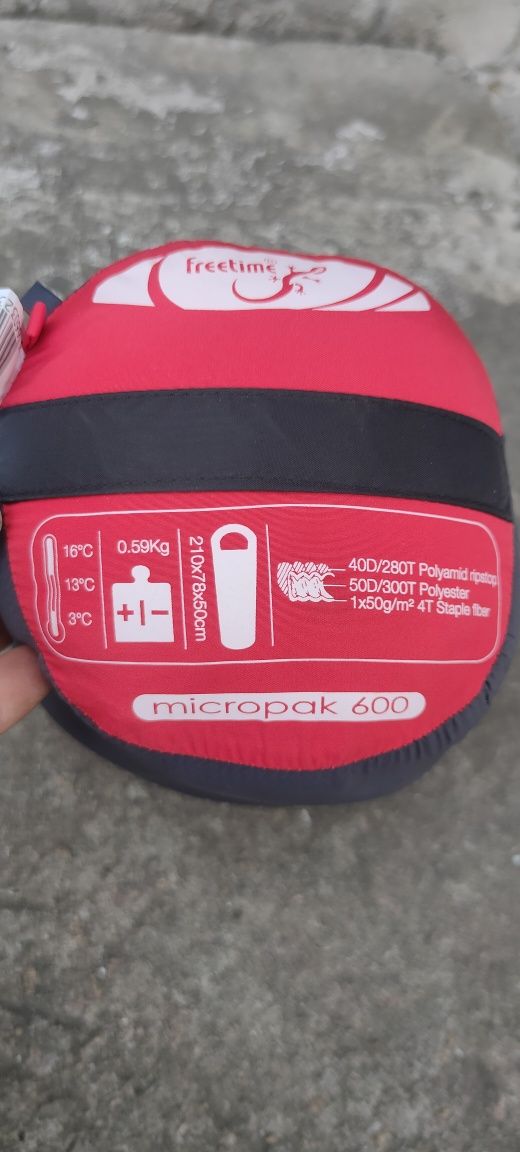 freetime®
16°C
13°C
3°C
0.59Kg
+|-
210x78x50cm
40D/280T Polyamid ripstop
50D/300T Polyester
1x50g/m² 4T Staple fiber
micropak 600